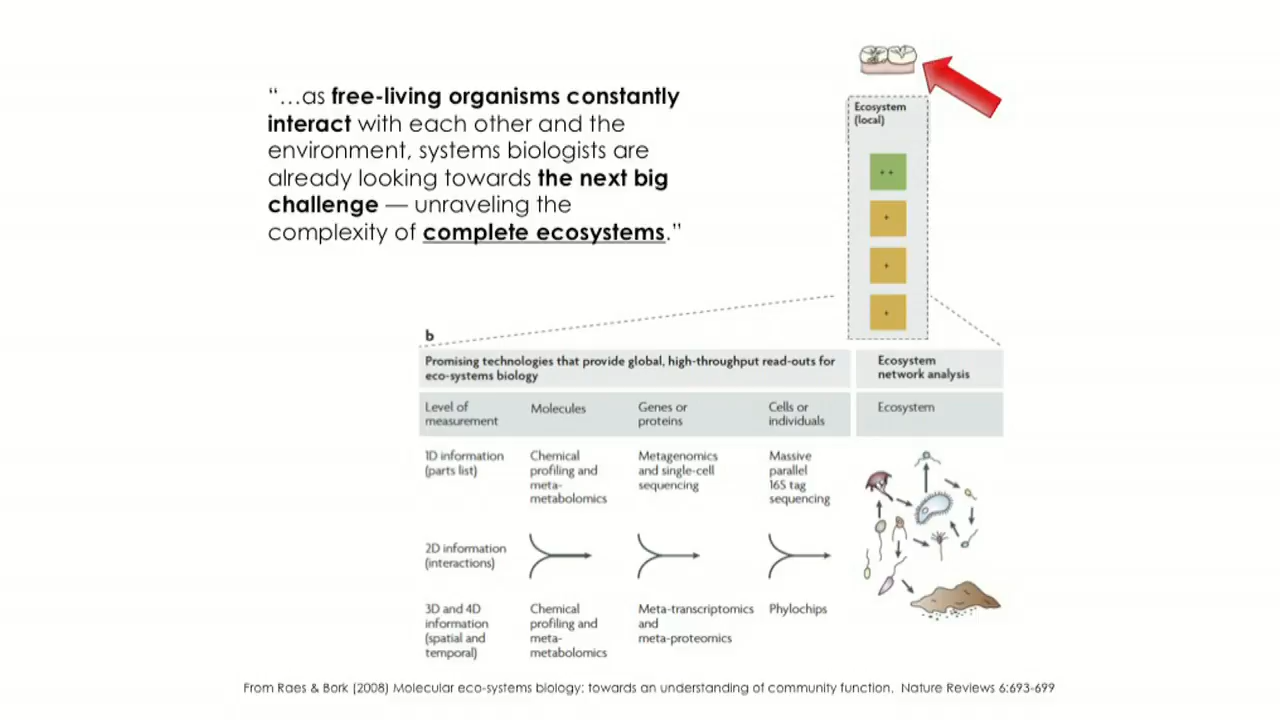 “…as free-living organisms constantly
interact with each other and the
environment, systems biologists are
already looking towards the next big
challenge — unraveling the
complexity of complete ecosystems.”
Ecosystem
(local)
+ +
+
+
+
b
Promising technologies that provide global, high-throughput read-outs for
eco-systems biology
Ecosystem
network analysis
Level of
measurement
Molecules
Genes or
proteins
Cells or
individuals
Ecosystem
1D information
(parts list)
Chemical
profiling and
meta-
metabolomics
Metagenomics
and single-cell
sequencing
Massive
parallel
16S tag
sequencing
2D information
(interactions)
3D and 4D
information
(spatial and
temporal)
Chemical
profiling and
meta-
metabolomics
Meta-transcriptomics
and
meta-proteomics
Phylochips
From Raes & Bork (2008) Molecular eco-systems biology: towards an understanding of community function. Nature Reviews 6:693-699